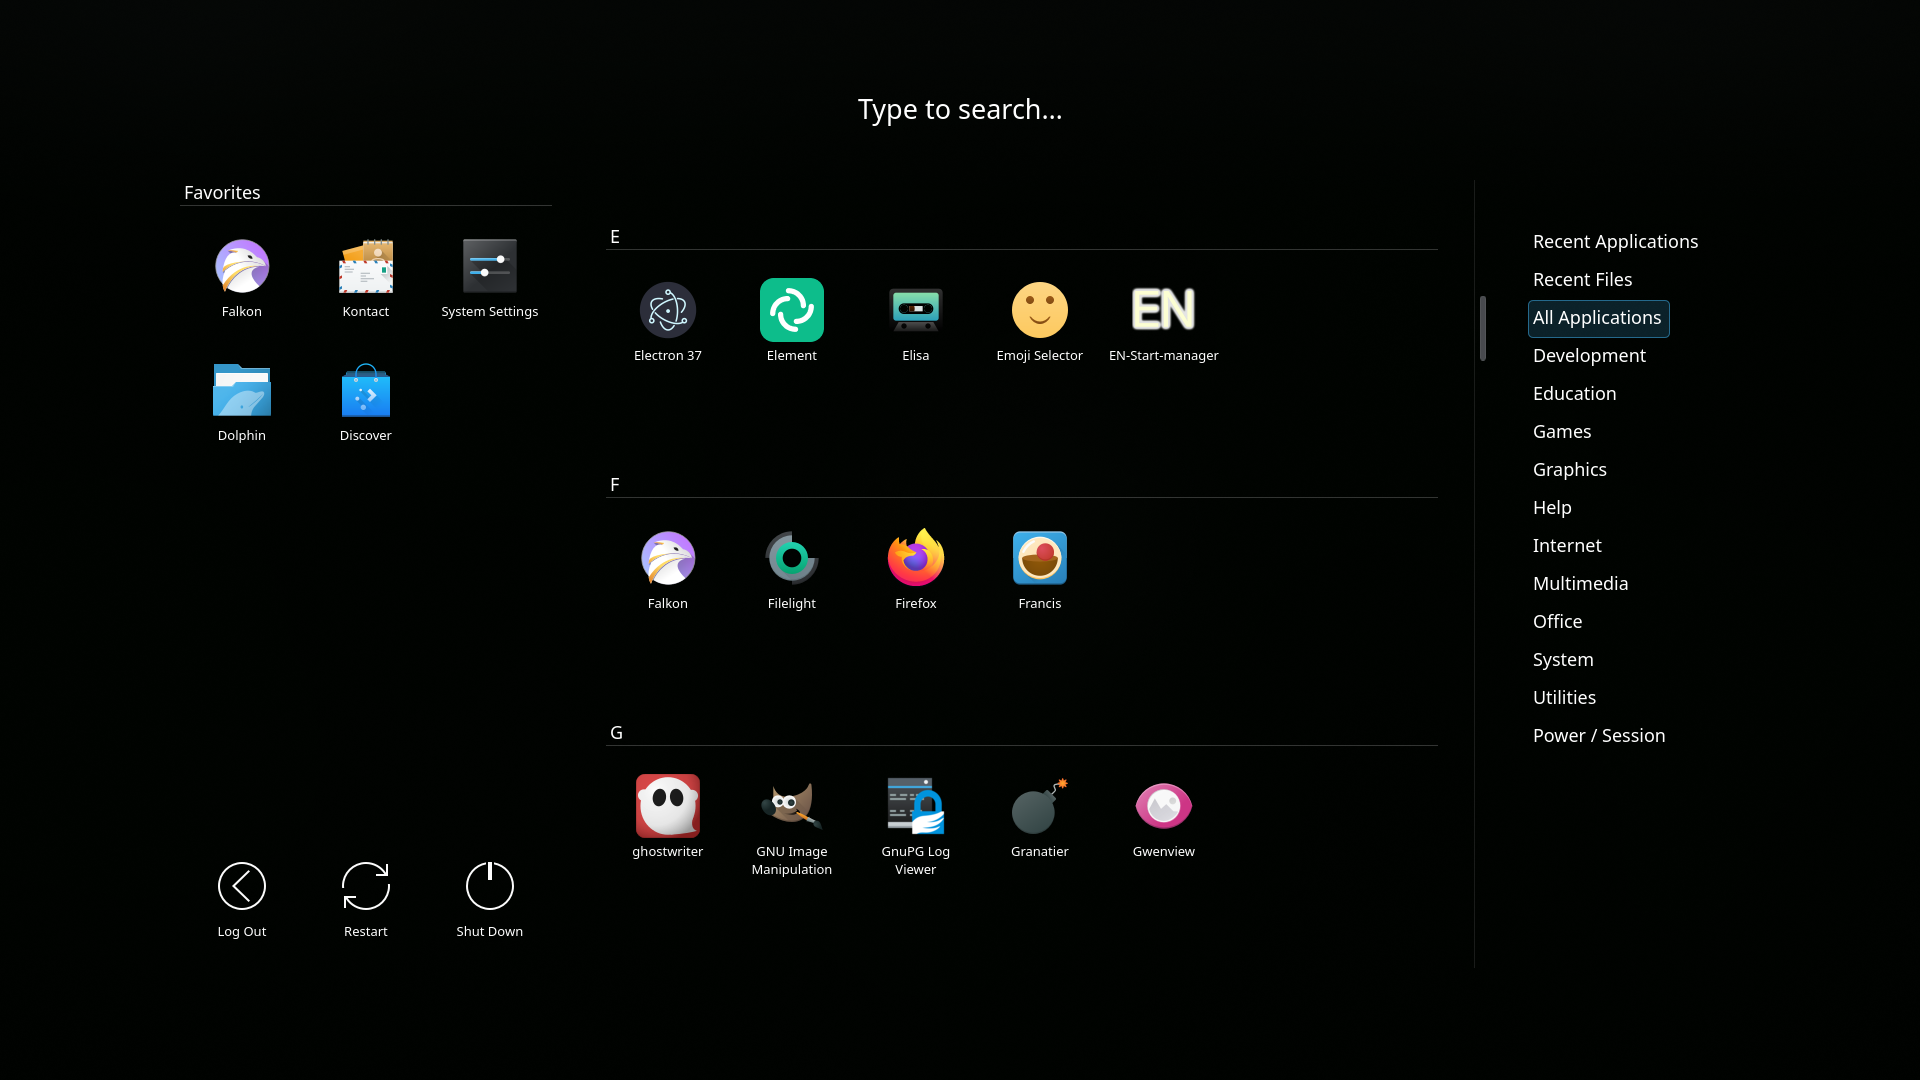 Type to search...
Favorites
Falkon
Kontact
System Settings
Dolphin
Discover
Log Out
Restart
Shut Down
E
Electron 37
Element
Elisa
Emoji Selector
EN
EN-Start-manager
F
Falkon
Filelight
Firefox
Francis
G
ghostwriter
GNU Image
Manipulation
GnuPG Log
Viewer
Granatier
Gwenview
Recent Applications
Recent Files
All Applications
Development
Education
Games
Graphics
Help
Internet
Multimedia
Office
System
Utilities
Power / Session